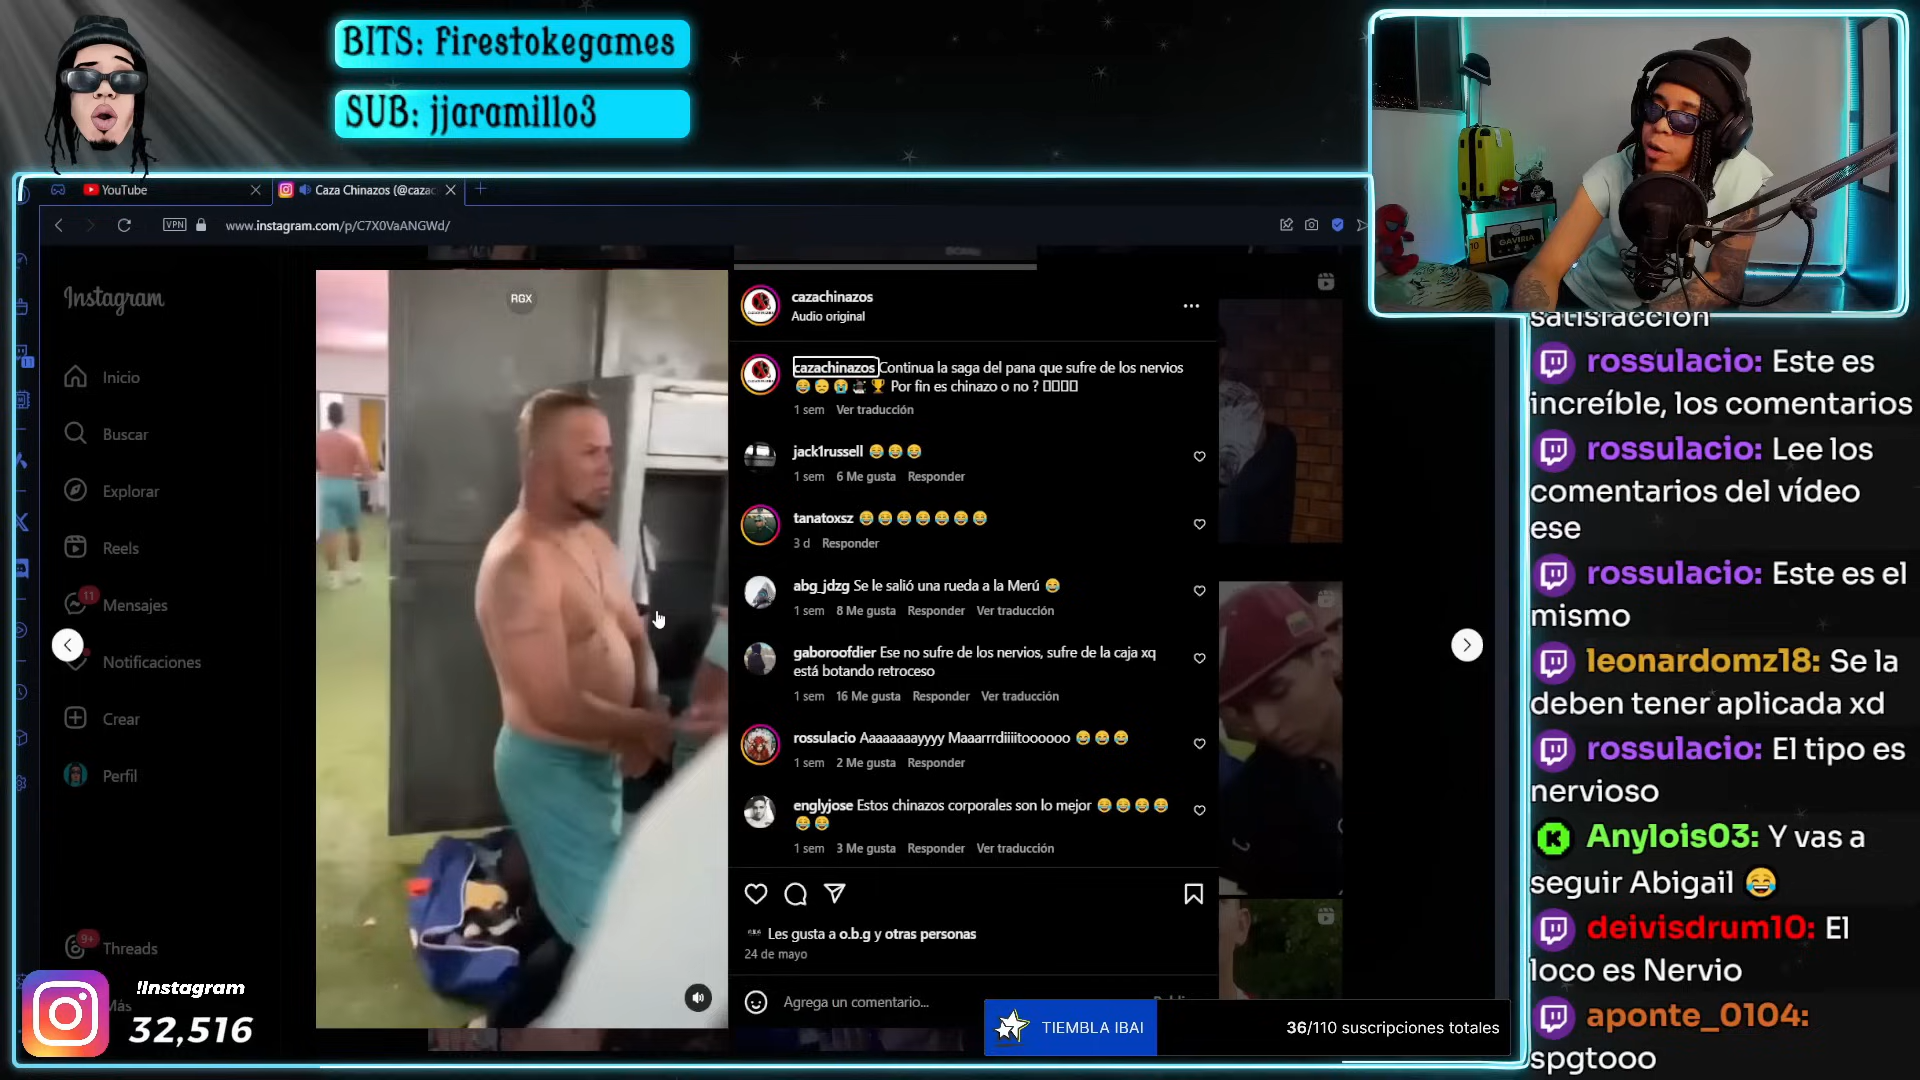 BITS: Firestokegames
SUB: jjaramillo3
YouTube
Caza Chinazos (@cazac
VPN
www.instagram.com/p/C7X0VaANGWd/
Instagram
Inicio
Buscar
Explorar
Reels
11
Mensajes
Notificaciones
Crear
Perfil
9+
Threads
Más
!Instagram
32,516
RGX
cazachinazos
Audio original
cazachinazos Continua la saga del pana que sufre de los nervios
😂 😔 😭 🏆 Por fin es chinazo o no ? ▯▯▯▯
1 sem Ver traducción
jack1russell 😂 😂 😂
1 sem 6 Me gusta Responder
tanatoxsz 😂 😂 😂 😂 😂 😂 😂
3 d Responder
abg_jdzg Sé le salió una rueda a la Merú 😂
1 sem 8 Me gusta Responder Ver traducción
gaboroofdier Ese no sufre de los nervios, sufre de la caja xq
está botando retroceso
1 sem 16 Me gusta Responder Ver traducción
rossulacio Aaaaaaaayyyy Maaarrrdiiiitoooooo 😂 😂 😂
1 sem 2 Me gusta Responder
englyjose Estos chinazos corporales son lo mejor 😂 😂 😂 😂
😂 😂
1 sem 3 Me gusta Responder Ver traducción
Les gusta a o.b.g y otras personas
24 de mayo
Agrega un comentario...
TIEMBLA IBAI
36/110 suscripciones totales
10
GAVIRIA
satisfacción
rossulacio: Este es
increíble, los comentarios
rossulacio: Lee los
comentarios del vídeo
ese
rossulacio: Este es el
mismo
leonardomz18: Se la
deben tener aplicada xd
rossulacio: El tipo es
nervioso
Anylois03: Y vas a
seguir Abigail 😂
deivisdrum10: El
loco es Nervio
aponte_0104:
spgtooo